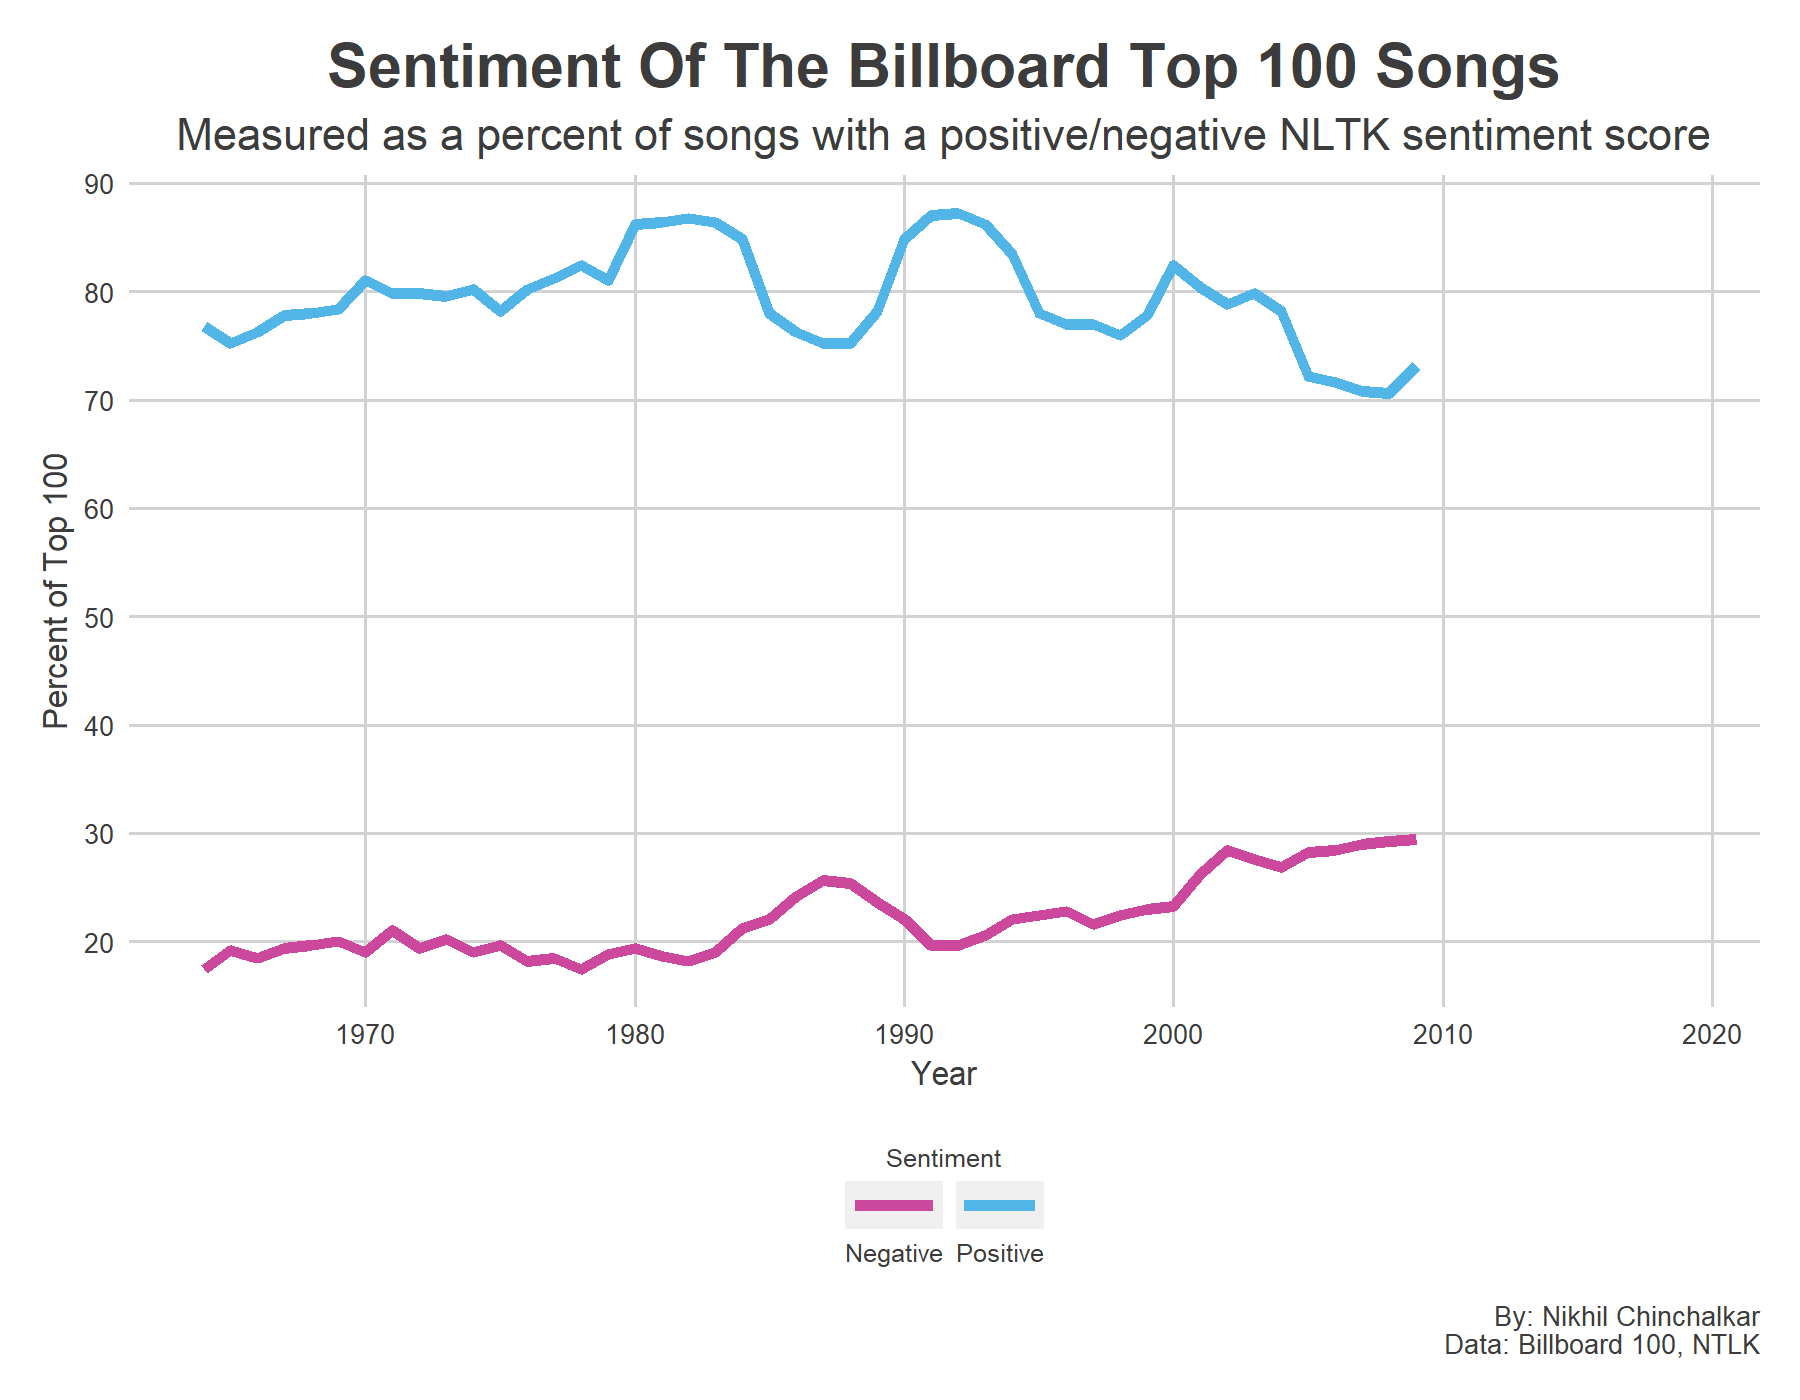 Sentiment Of The Billboard Top 100 Songs
Measured as a percent of songs with a positive/negative NLTK sentiment score
90
80
70
60
50
40
30
20
Percent of Top 100
1970 1980 1990 2000 2010 2020
Year
Sentiment
Negative Positive
By: Nikhil Chinchalkar
Data: Billboard 100, NTLK